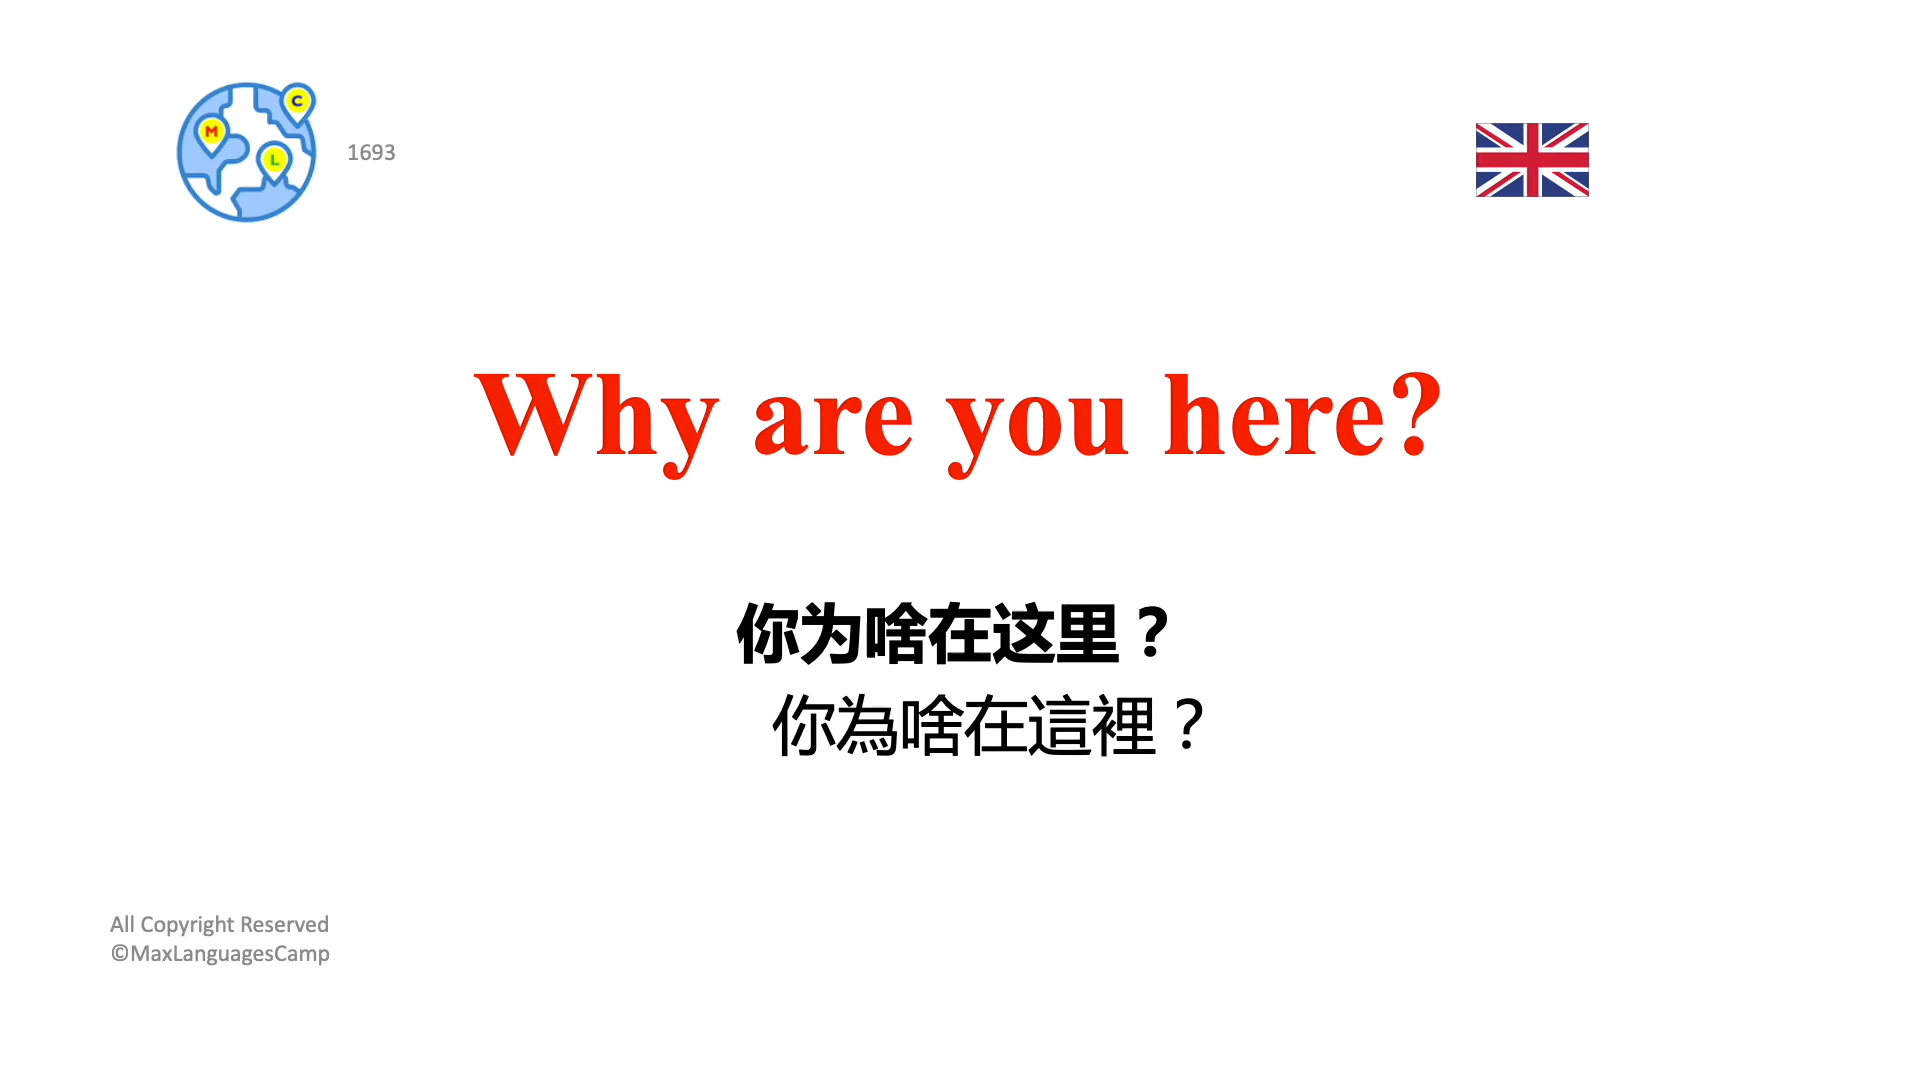 C
M
L
1693
Why are you here?
你为啥在这里？
你為啥在這裡？
All Copyright Reserved
©MaxLanguagesCamp